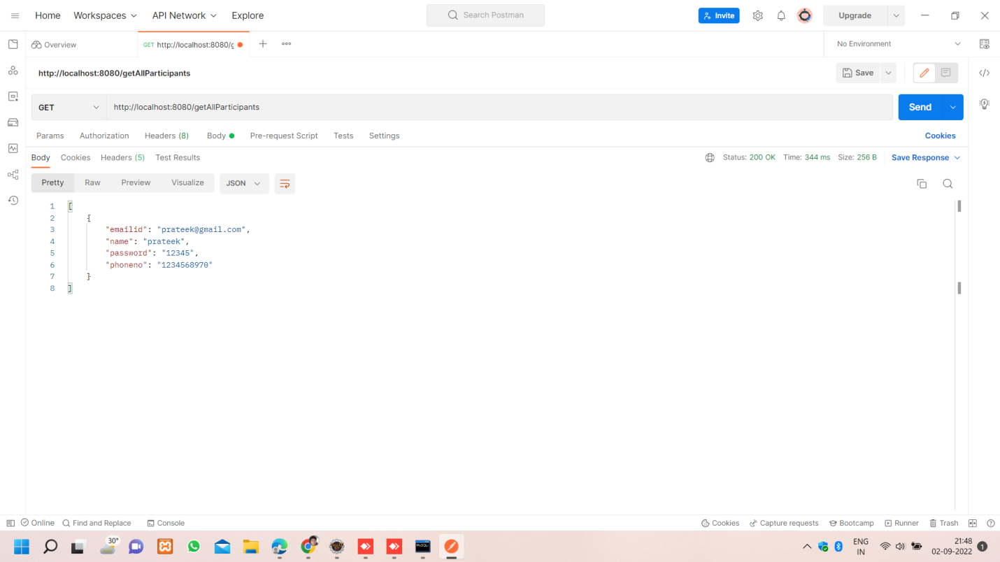 Home Workspaces API Network Explore Search Postman Invite Upgrade
Overview GET http://localhost:8080/g No Environment
http://localhost:8080/getAllParticipants Save
GET http://localhost:8080/getAllParticipants Send
Params Authorization Headers (8) Body Pre-request Script Tests Settings Cookies
Body Cookies Headers (5) Test Results Status: 200 OK Time: 344 ms Size: 256 B Save Response
Pretty Raw Preview Visualize JSON
1 [
2 {
3 "emailid": "prateek@gmail.com",
4 "name": "prateek",
5 "password": "12345",
6 "phoneno": "1234568970"
7 }
8 ]
Online Find and Replace Console Cookies Capture requests Bootcamp Runner Trash
30° MySQL ENG 21:48
IN 02-09-2022 1